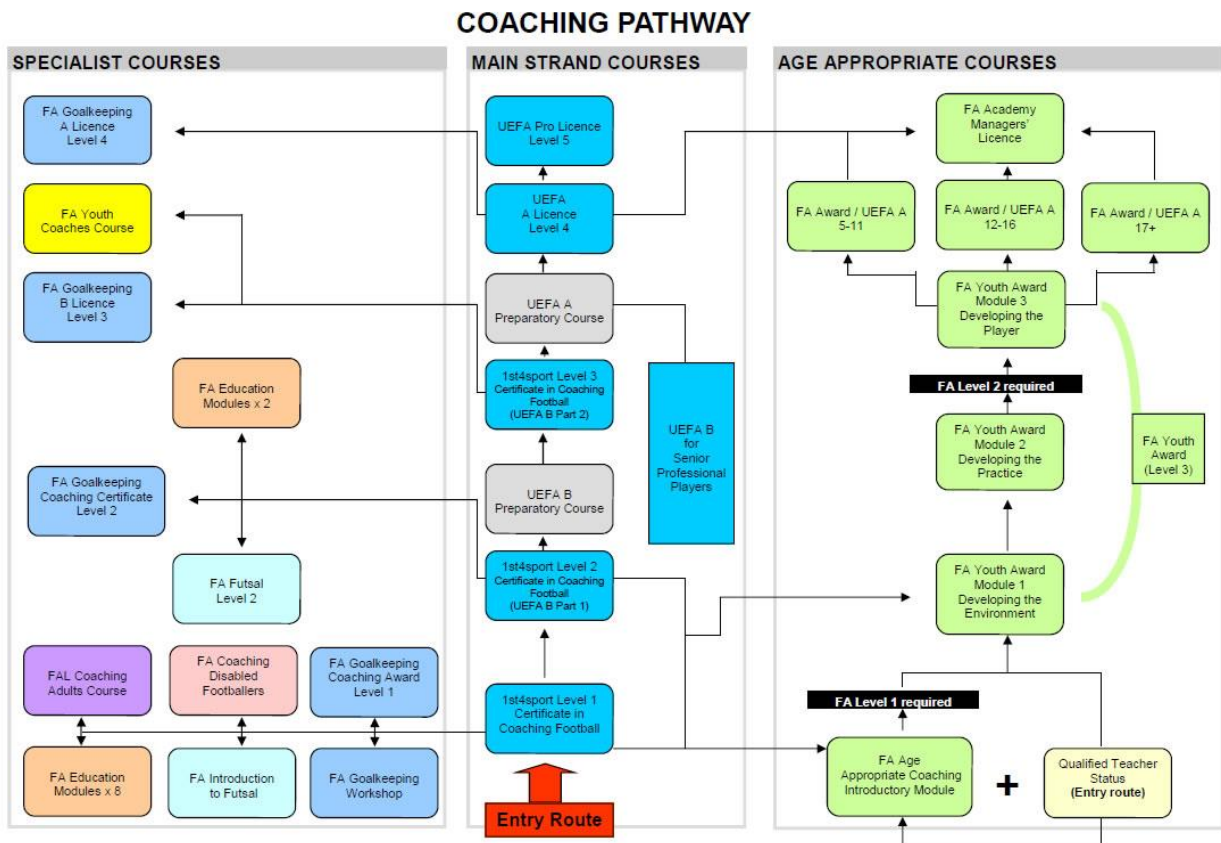 COACHING PATHWAY
SPECIALIST COURSES
FA Goalkeeping
A Licence
Level 4
FA Youth
Coaches Course
FA Goalkeeping
B Licence
Level 3
FA Education
Modules x 2
FA Goalkeeping
Coaching Certificate
Level 2
FA Futsal
Level 2
FAL Coaching
Adults Course
FA Coaching
Disabled
Footballers
FA Goalkeeping
Coaching Award
Level 1
FA Education
Modules x 8
FA Introduction
to Futsal
FA Goalkeeping
Workshop
MAIN STRAND COURSES
UEFA Pro Licence
Level 5
UEFA
A Licence
Level 4
UEFA A
Preparatory Course
1st4sport Level 3
Certificate in Coaching
Football
(UEFA B Part 2)
UEFA B
for
Senior
Professional
Players
UEFA B
Preparatory Course
1st4sport Level 2
Certificate in Coaching
Football
(UEFA B Part 1)
1st4sport Level 1
Certificate in
Coaching Football
Entry Route
AGE APPROPRIATE COURSES
FA Academy
Managers'
Licence
FA Award / UEFA A
5-11
FA Award / UEFA A
12-16
FA Award / UEFA A
17+
FA Youth Award
Module 3
Developing the
Player
FA Level 2 required
FA Youth Award
Module 2
Developing the
Practice
FA Youth
Award
(Level 3)
FA Youth Award
Module 1
Developing the
Environment
FA Level 1 required
FA Age
Appropriate Coaching
Introductory Module
+
Qualified Teacher
Status
(Entry route)